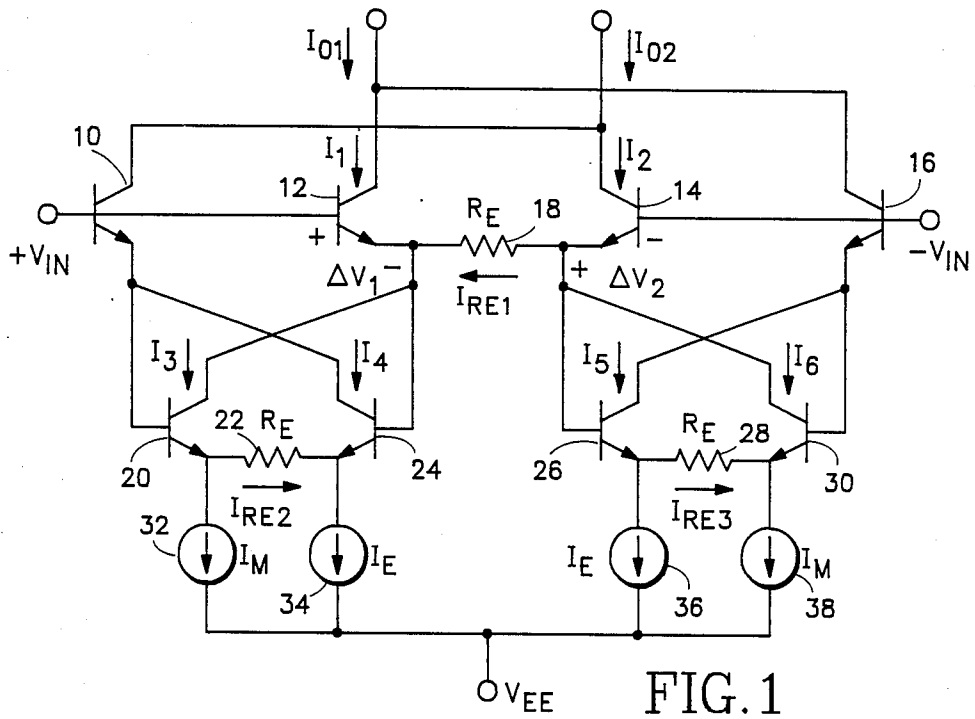 I01 I02
10 I1 I2 16
12 14
RE 18
+VIN + - -VIN
ΔV1 - + ΔV2
IRE1
I3 I4 I5 I6
22 RE RE 28
20 24 26 30
IRE2 IRE3
32 IM IE IE IM
34 36 38
VEE
FIG. 1